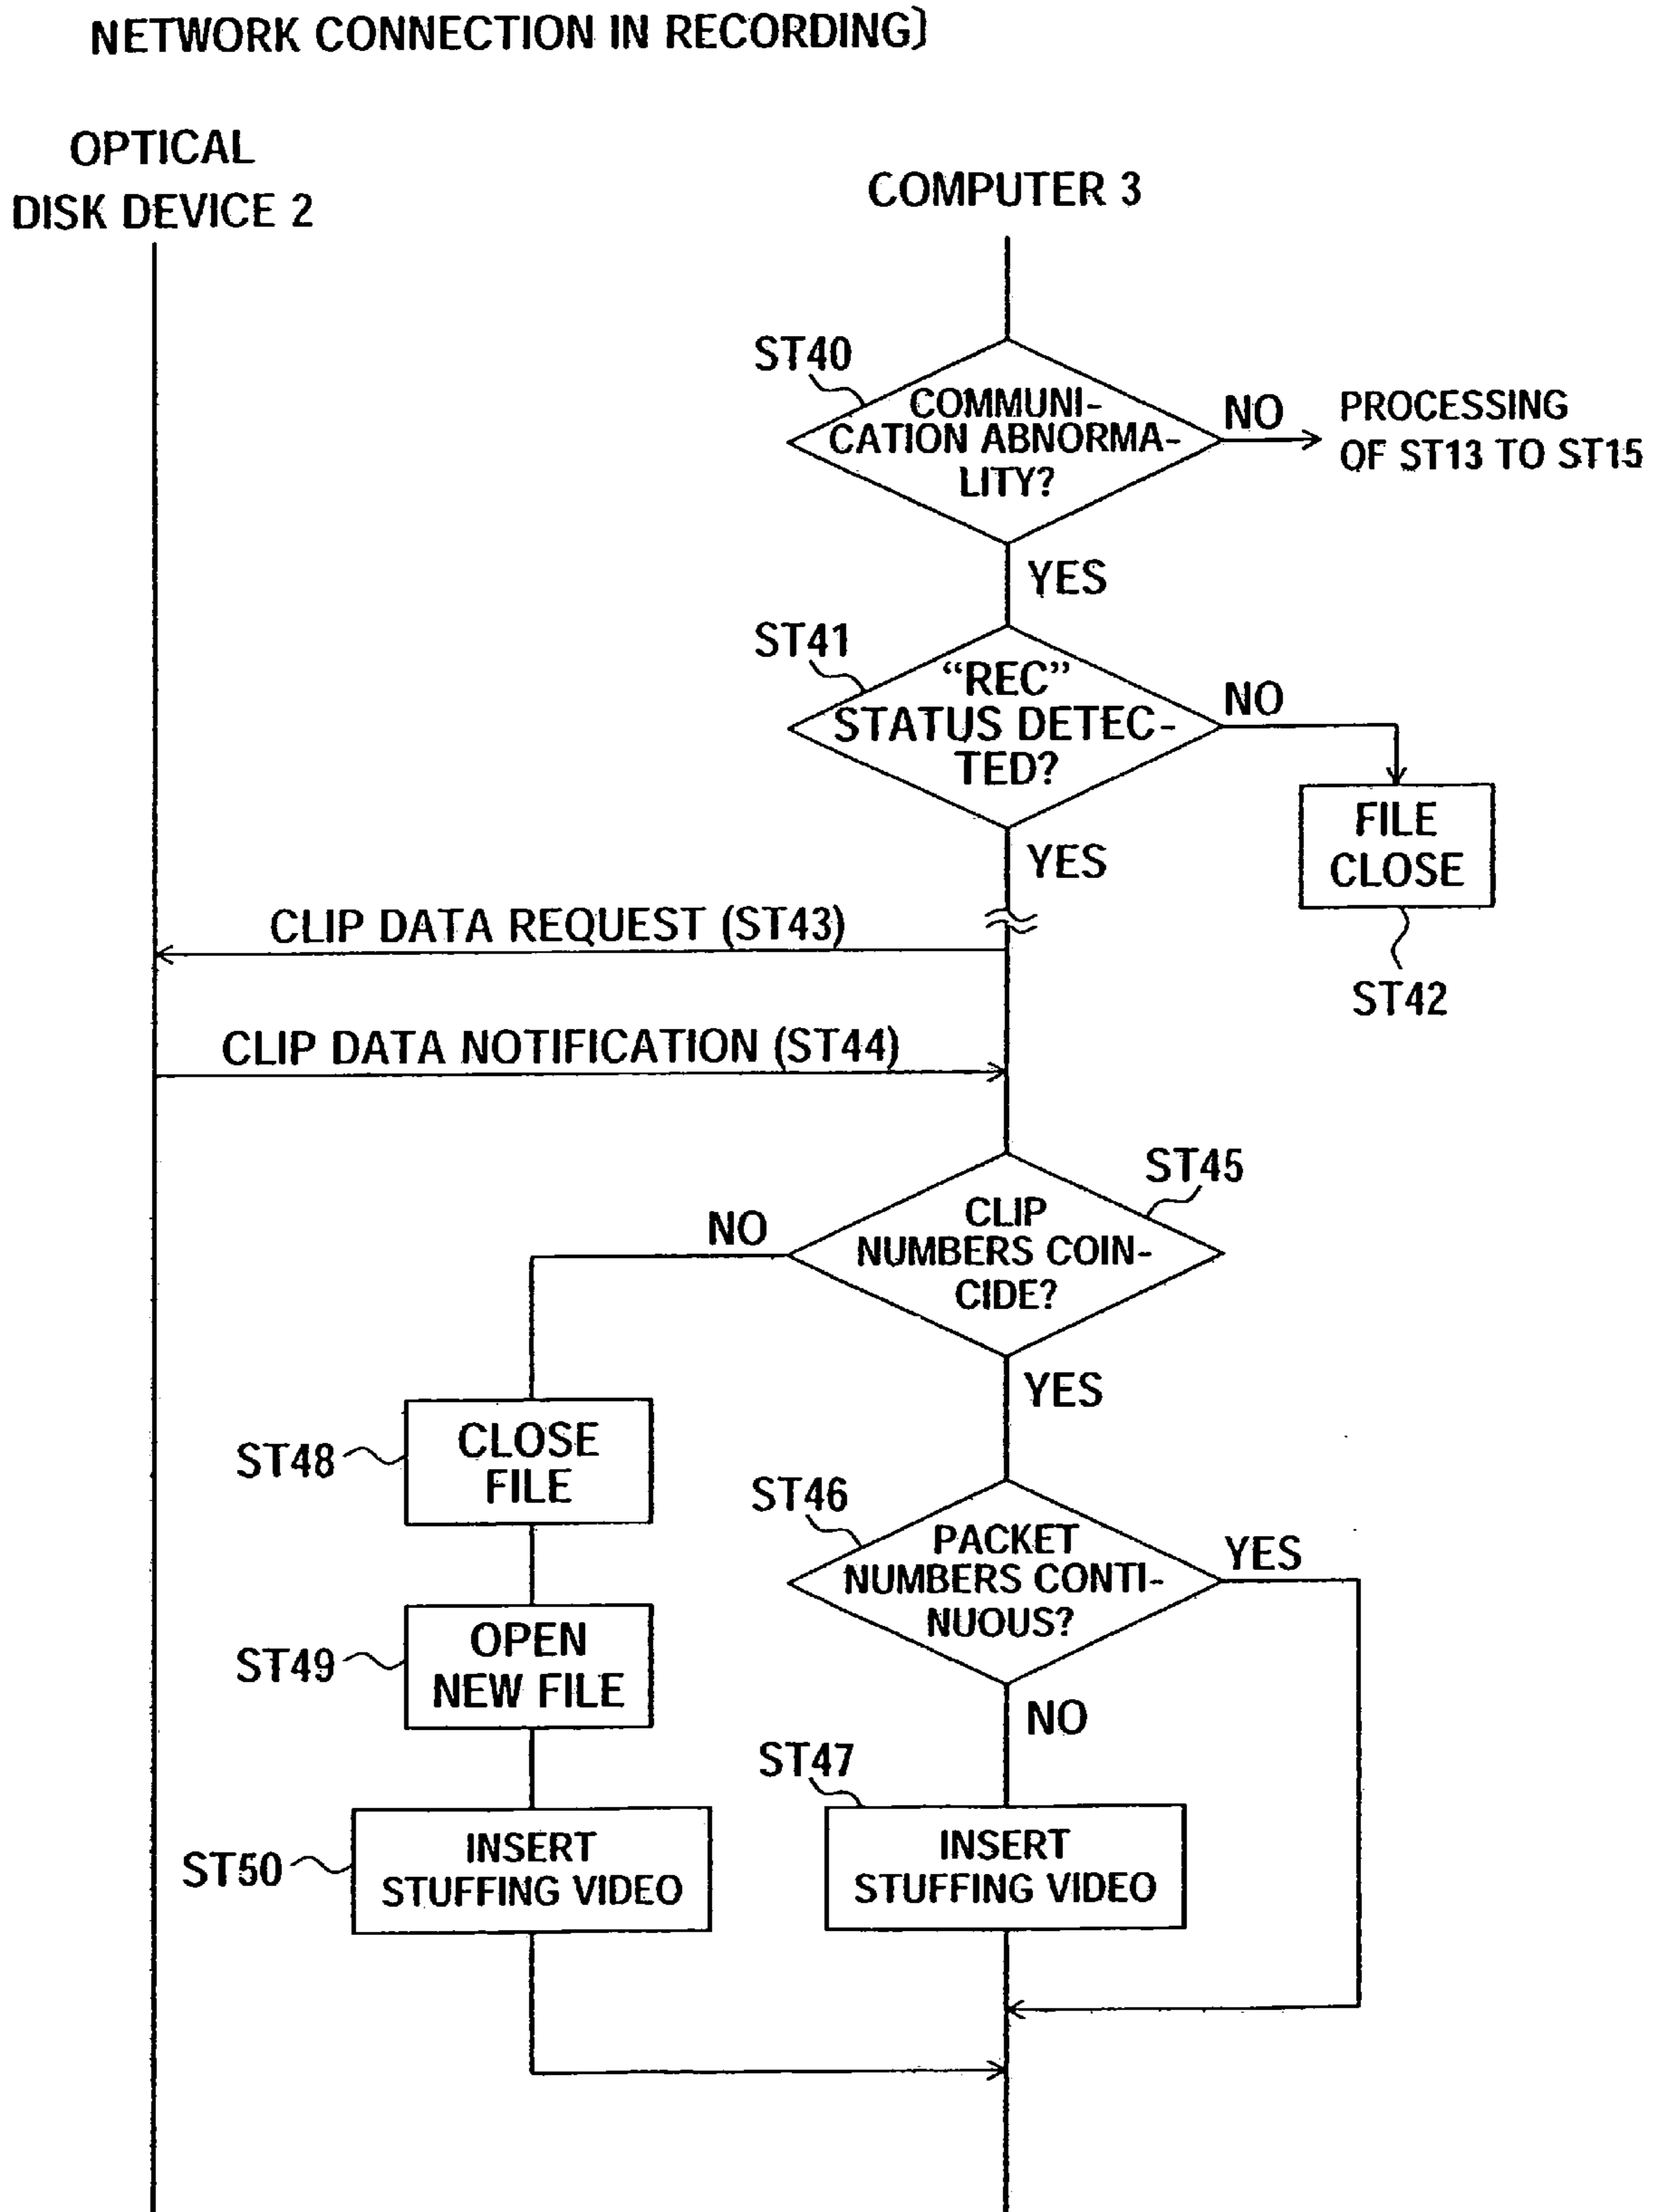 NETWORK CONNECTION IN RECORDING]
OPTICAL
DISK DEVICE 2
COMPUTER 3
ST40
COMMUNI-
CATION ABNORMA-
LITY?
NO
PROCESSING
OF ST13 TO ST15
YES
ST41
“REC”
STATUS DETEC-
TED?
NO
YES
FILE
CLOSE
ST42
CLIP DATA REQUEST (ST43)
CLIP DATA NOTIFICATION (ST44)
ST45
CLIP
NUMBERS COIN-
CIDE?
NO
YES
ST48
CLOSE
FILE
ST46
PACKET
NUMBERS CONTI-
NUOUS?
YES
ST49
OPEN
NEW FILE
NO
ST47
ST50
INSERT
STUFFING VIDEO
INSERT
STUFFING VIDEO